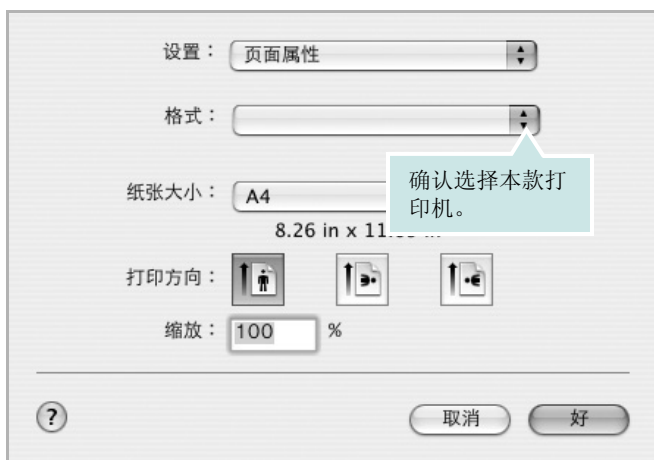 设置： 页面属性
格式：
确认选择本款打
印机。
纸张大小： A4
8.26 in x 11
打印方向：
缩放： 100 %
?
取消 好